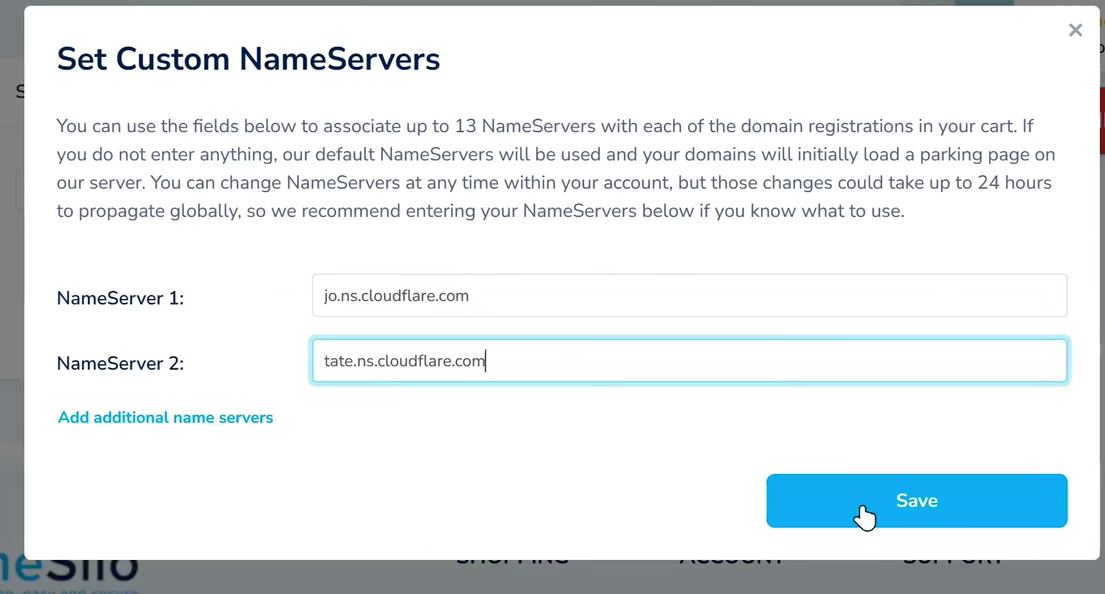 Set Custom NameServers
You can use the fields below to associate up to 13 NameServers with each of the domain registrations in your cart. If
you do not enter anything, our default NameServers will be used and your domains will initially load a parking page on
our server. You can change NameServers at any time within your account, but those changes could take up to 24 hours
to propagate globally, so we recommend entering your NameServers below if you know what to use.
NameServer 1:
jo.ns.cloudflare.com
NameServer 2:
tate.ns.cloudflare.com
Add additional name servers
Save
SHOPPING
ACCOUNT
SUPPORT